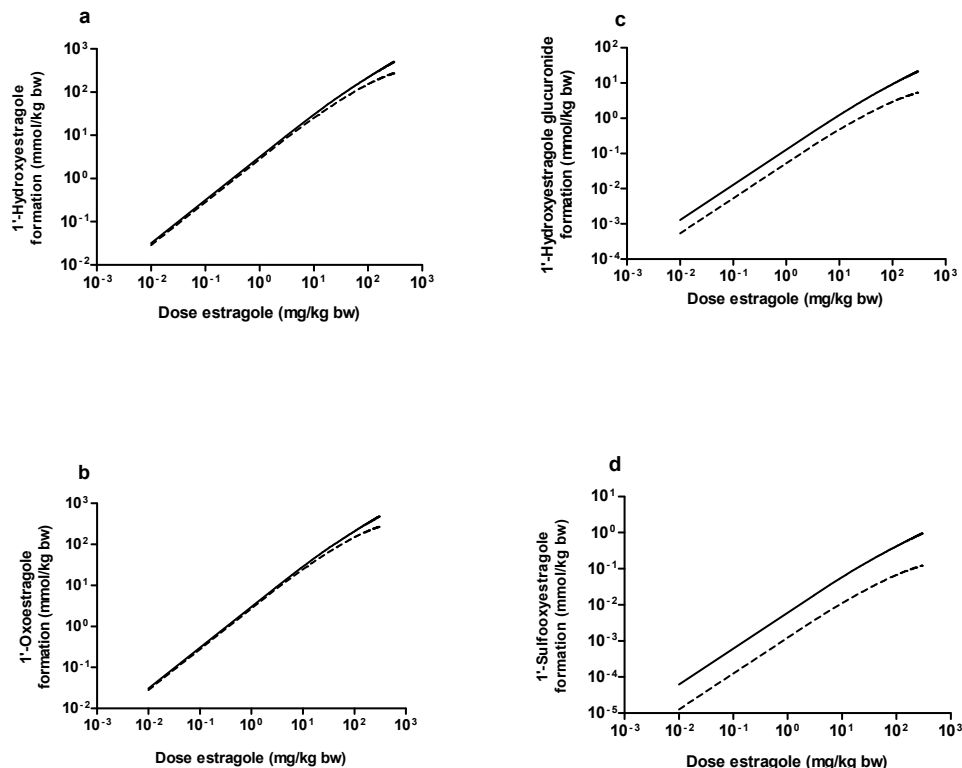 a
1'-Hydroxyestragole
formation (mmol/kg bw)
10³
10²
10¹
10⁰
10⁻¹
10⁻²
10⁻³ 10⁻² 10⁻¹ 10⁰ 10¹ 10² 10³
Dose estragole (mg/kg bw)
c
1'-Hydroxyestragole glucuronide
formation (mmol/kg bw)
10²
10¹
10⁰
10⁻¹
10⁻²
10⁻³
10⁻⁴
10⁻³ 10⁻² 10⁻¹ 10⁰ 10¹ 10² 10³
Dose estragole (mg/kg bw)
b
1'-Oxoestragole
formation (mmol/kg bw)
10³
10²
10¹
10⁰
10⁻¹
10⁻²
10⁻³ 10⁻² 10⁻¹ 10⁰ 10¹ 10² 10³
Dose estragole (mg/kg bw)
d
1'-Sulfooxyestragole
formation (mmol/kg bw)
10¹
10⁰
10⁻¹
10⁻²
10⁻³
10⁻⁴
10⁻⁵
10⁻³ 10⁻² 10⁻¹ 10⁰ 10¹ 10² 10³
Dose estragole (mg/kg bw)